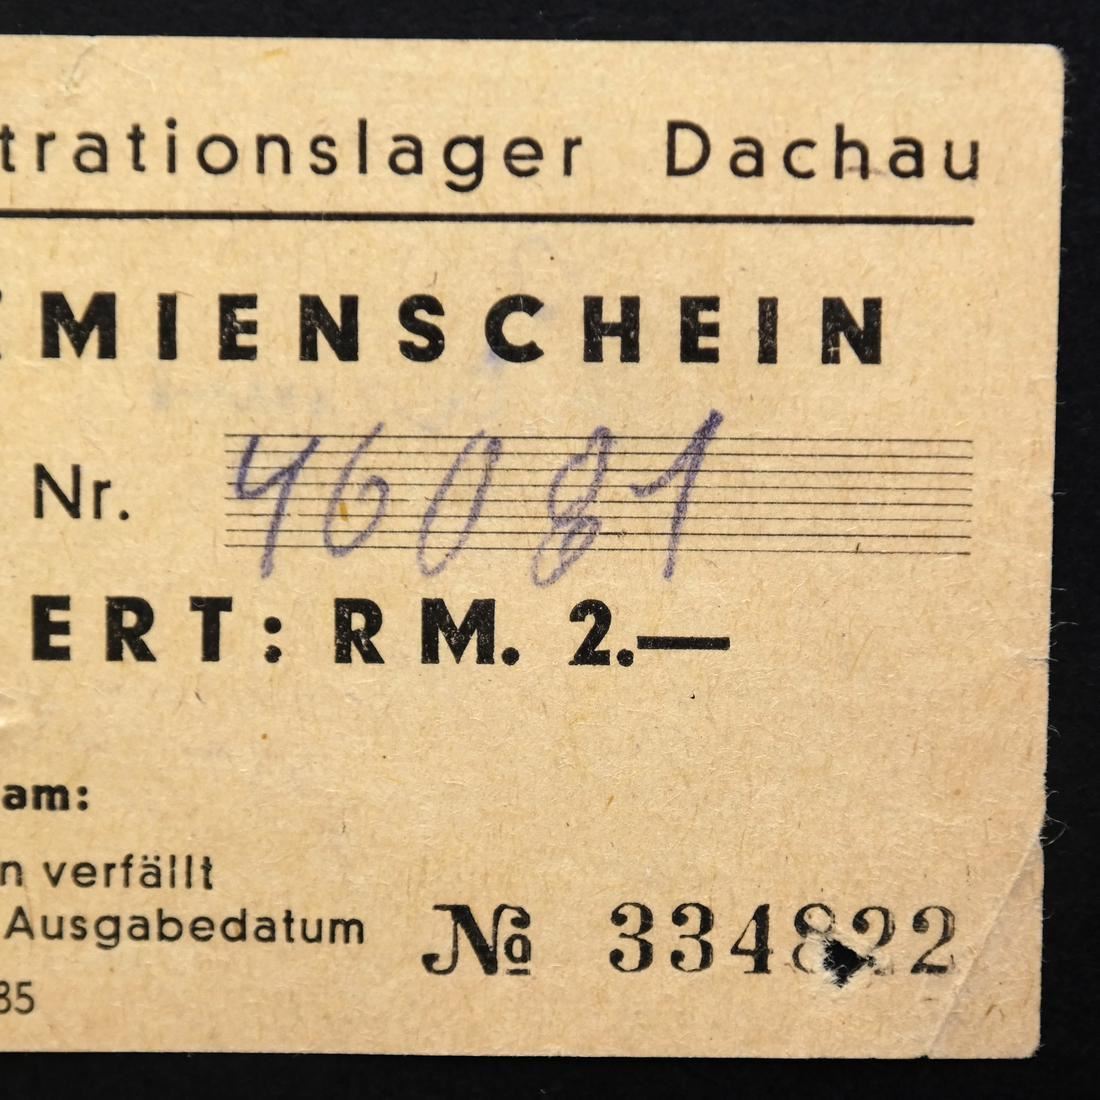 trationslager Dachau
MIENSCHEIN
Nr. 46081
ERT: RM. 2.—
am:
n verfällt
Ausgabedatum
№ 334822
35